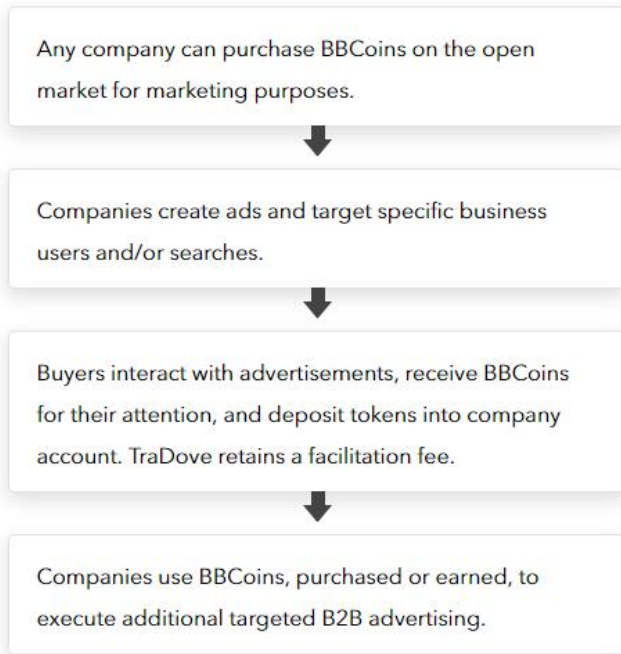 Any company can purchase BBCoins on the open
market for marketing purposes.
Companies create ads and target specific business
users and/or searches.
Buyers interact with advertisements, receive BBCoins
for their attention, and deposit tokens into company
account. TraDove retains a facilitation fee.
Companies use BBCoins, purchased or earned, to
execute additional targeted B2B advertising.